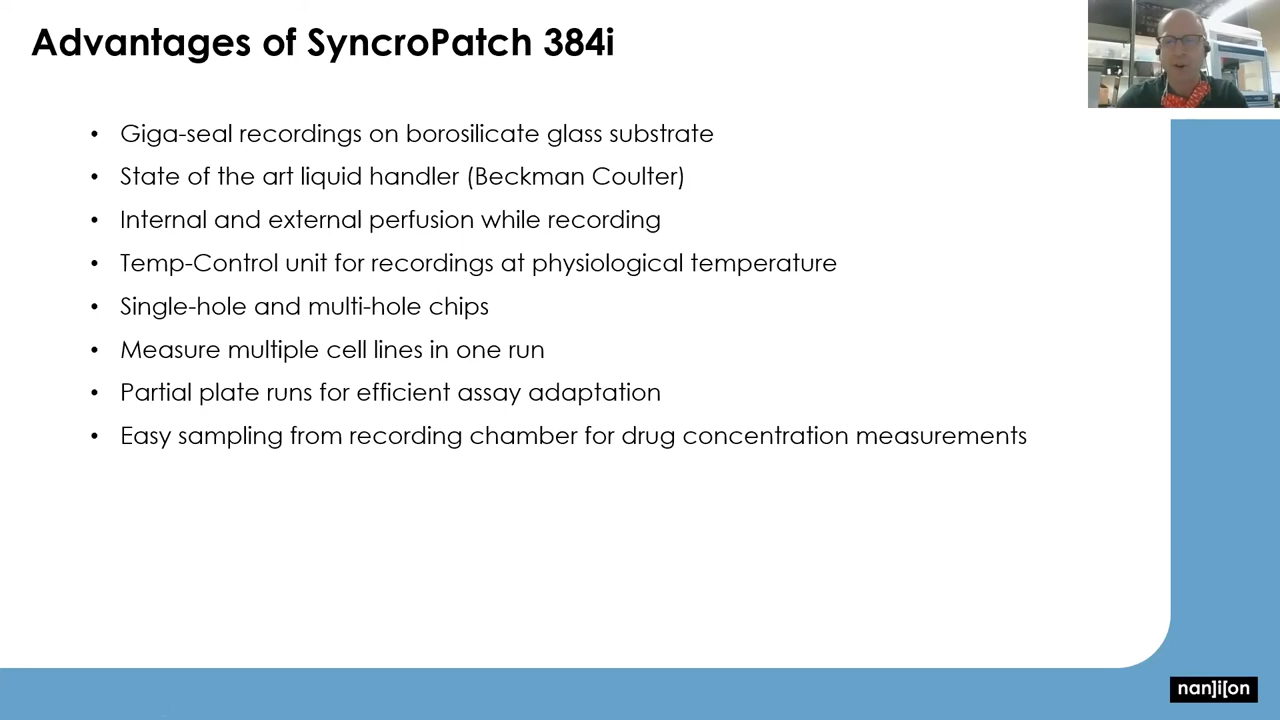 Advantages of SyncroPatch 384i
• Giga-seal recordings on borosilicate glass substrate
• State of the art liquid handler (Beckman Coulter)
• Internal and external perfusion while recording
• Temp-Control unit for recordings at physiological temperature
• Single-hole and multi-hole chips
• Measure multiple cell lines in one run
• Partial plate runs for efficient assay adaptation
• Easy sampling from recording chamber for drug concentration measurements
nan]i[on